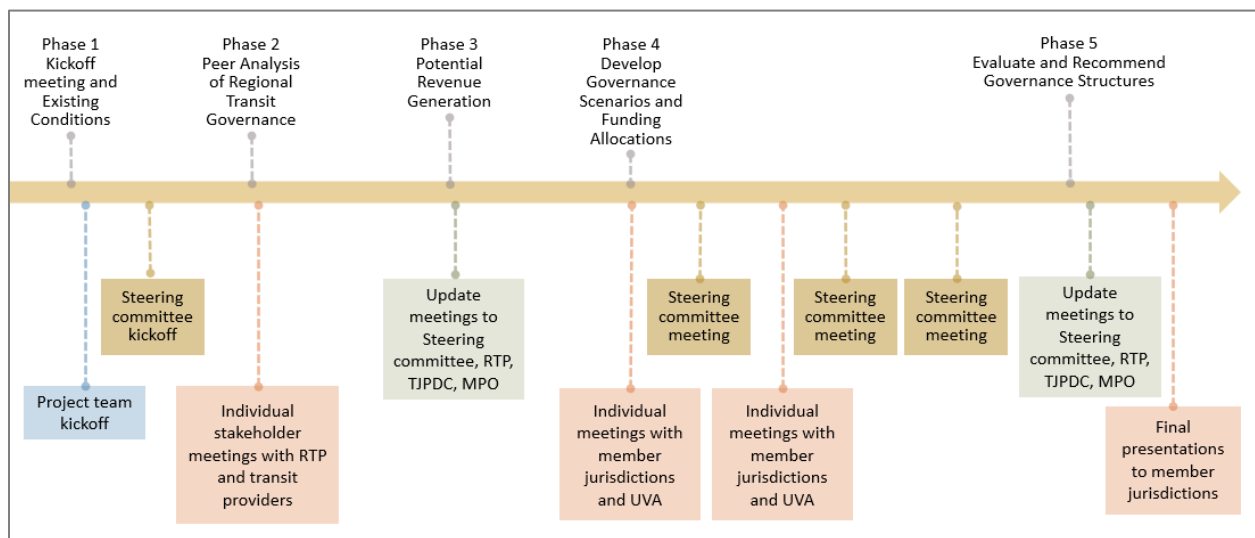 Phase 1
Kickoff
meeting and
Existing
Conditions
Phase 2
Peer Analysis
of Regional
Transit
Governance
Phase 3
Potential
Revenue
Generation
Phase 4
Develop
Governance
Scenarios and
Funding
Allocations
Phase 5
Evaluate and Recommend
Governance Structures
Project team
kickoff
Steering
committee
kickoff
Individual
stakeholder
meetings with RTP
and transit
providers
Update
meetings to
Steering
committee, RTP,
TJPDC, MPO
Individual
meetings with
member
jurisdictions
and UVA
Steering
committee
meeting
Individual
meetings with
member
jurisdictions
and UVA
Steering
committee
meeting
Steering
committee
meeting
Update
meetings to
Steering
committee, RTP,
TJPDC, MPO
Final
presentations
to member
jurisdictions